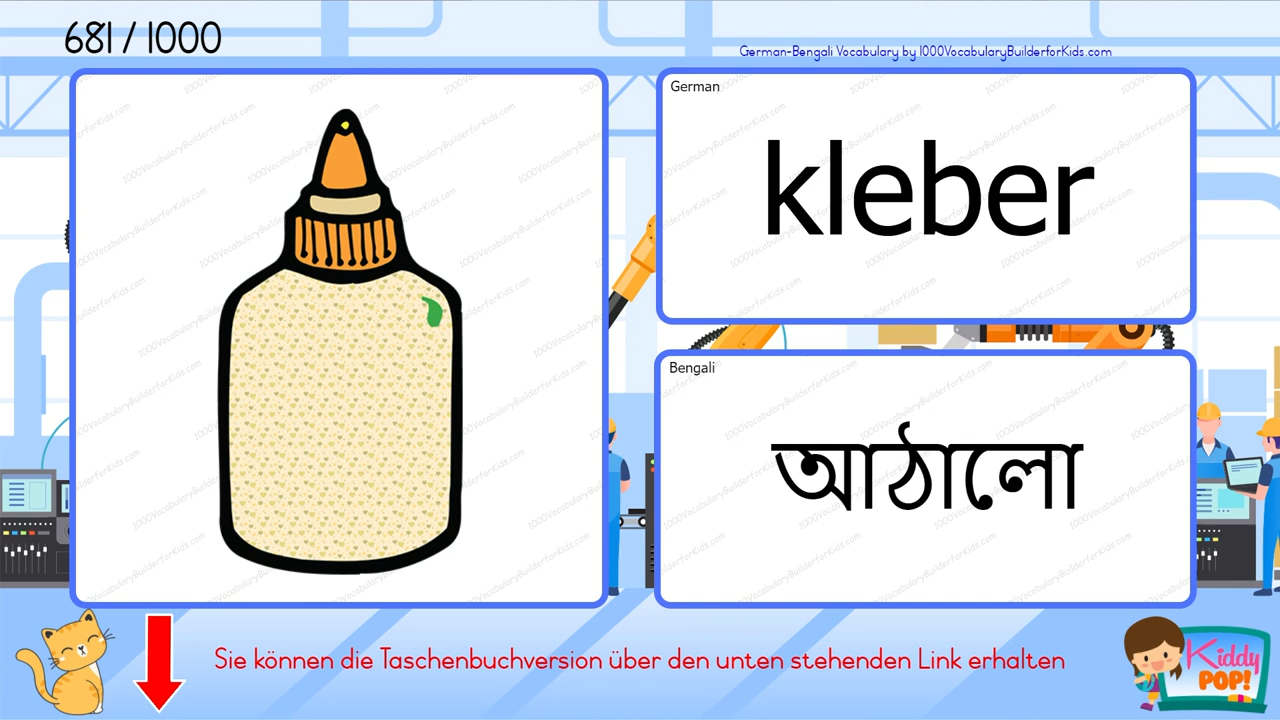 681 / 1000
German-Bengali Vocabulary by 1000VocabularyBuilderforKids.com
German
kleber
Bengali
আঠালো
Sie können die Taschenbuchversion über den unten stehenden Link erhalten
Kiddy
POP!